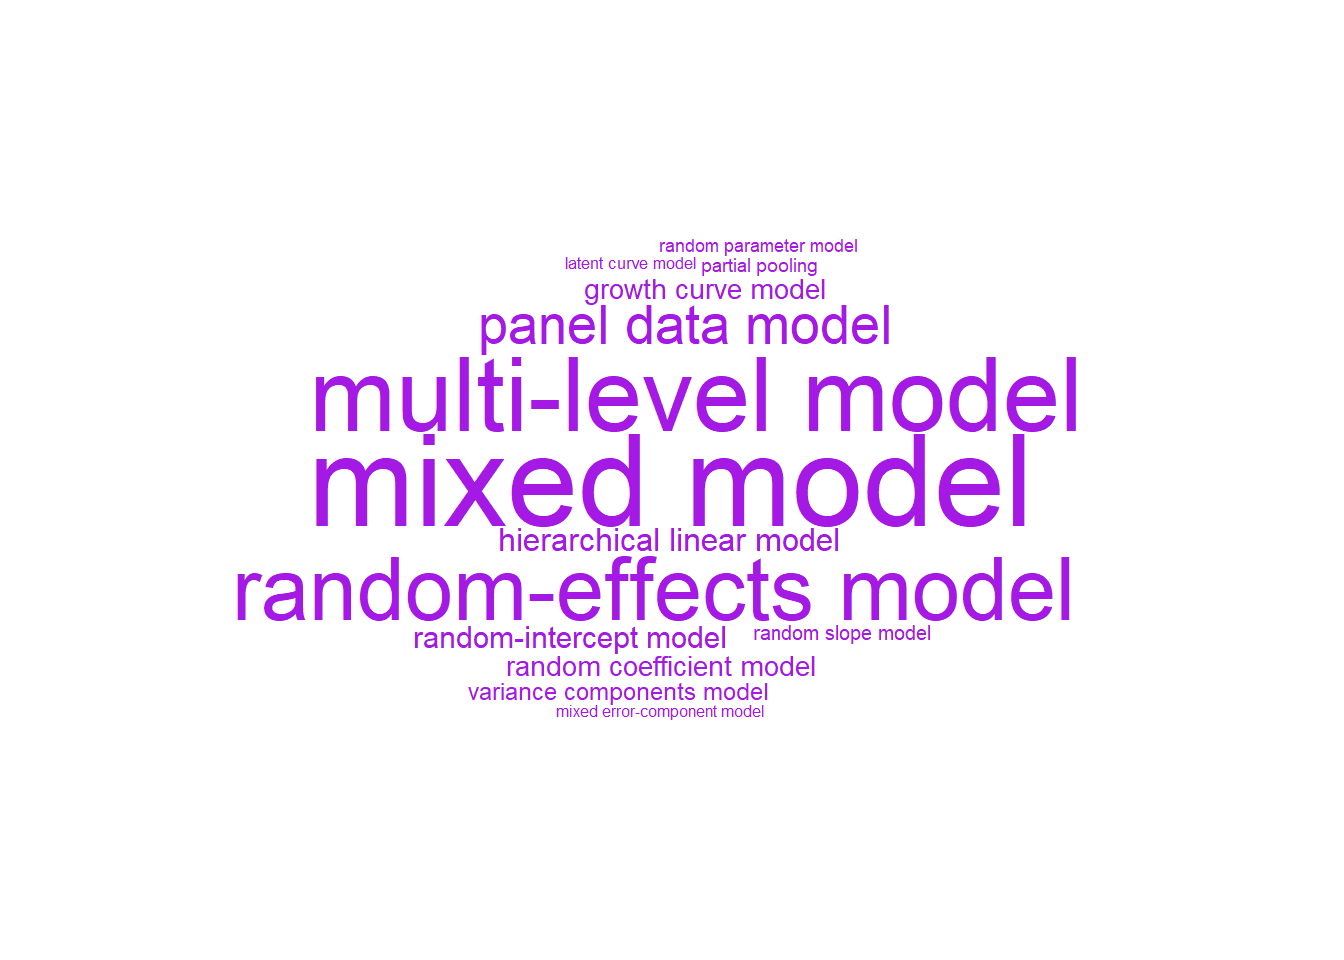 random parameter model
latent curve model partial pooling
growth curve model
panel data model
multi-level model
mixed model
hierarchical linear model
random-effects model
random-intercept model random slope model
random coefficient model
variance components model
mixed error-component model